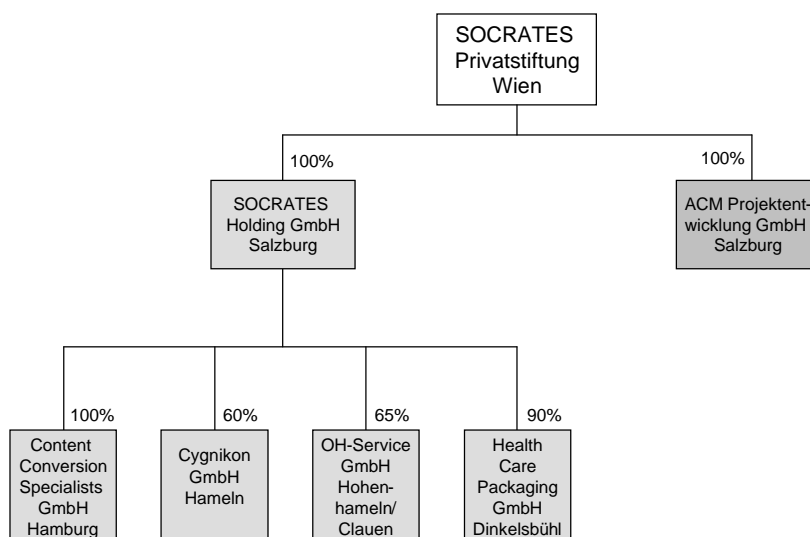 SOCRATES
Privatstiftung
Wien
100%
100%
SOCRATES
Holding GmbH
Salzburg
ACM Projektent-
wicklung GmbH
Salzburg
100%
60%
65%
90%
Content
Conversion
Specialists
GmbH
Hamburg
Cygnikon
GmbH
Hameln
OH-Service
GmbH
Hohen-
hameln/
Clauen
Health
Care
Packaging
GmbH
Dinkelsbühl